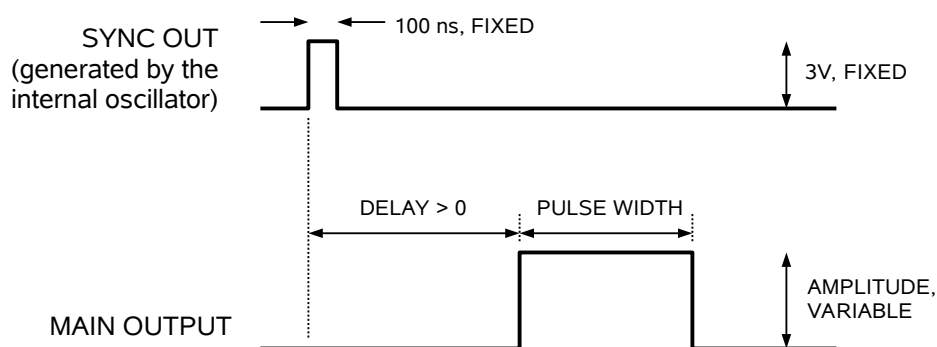 100 ns, FIXED
SYNC OUT
(generated by the
internal oscillator)
3V, FIXED
DELAY > 0
PULSE WIDTH
AMPLITUDE,
VARIABLE
MAIN OUTPUT